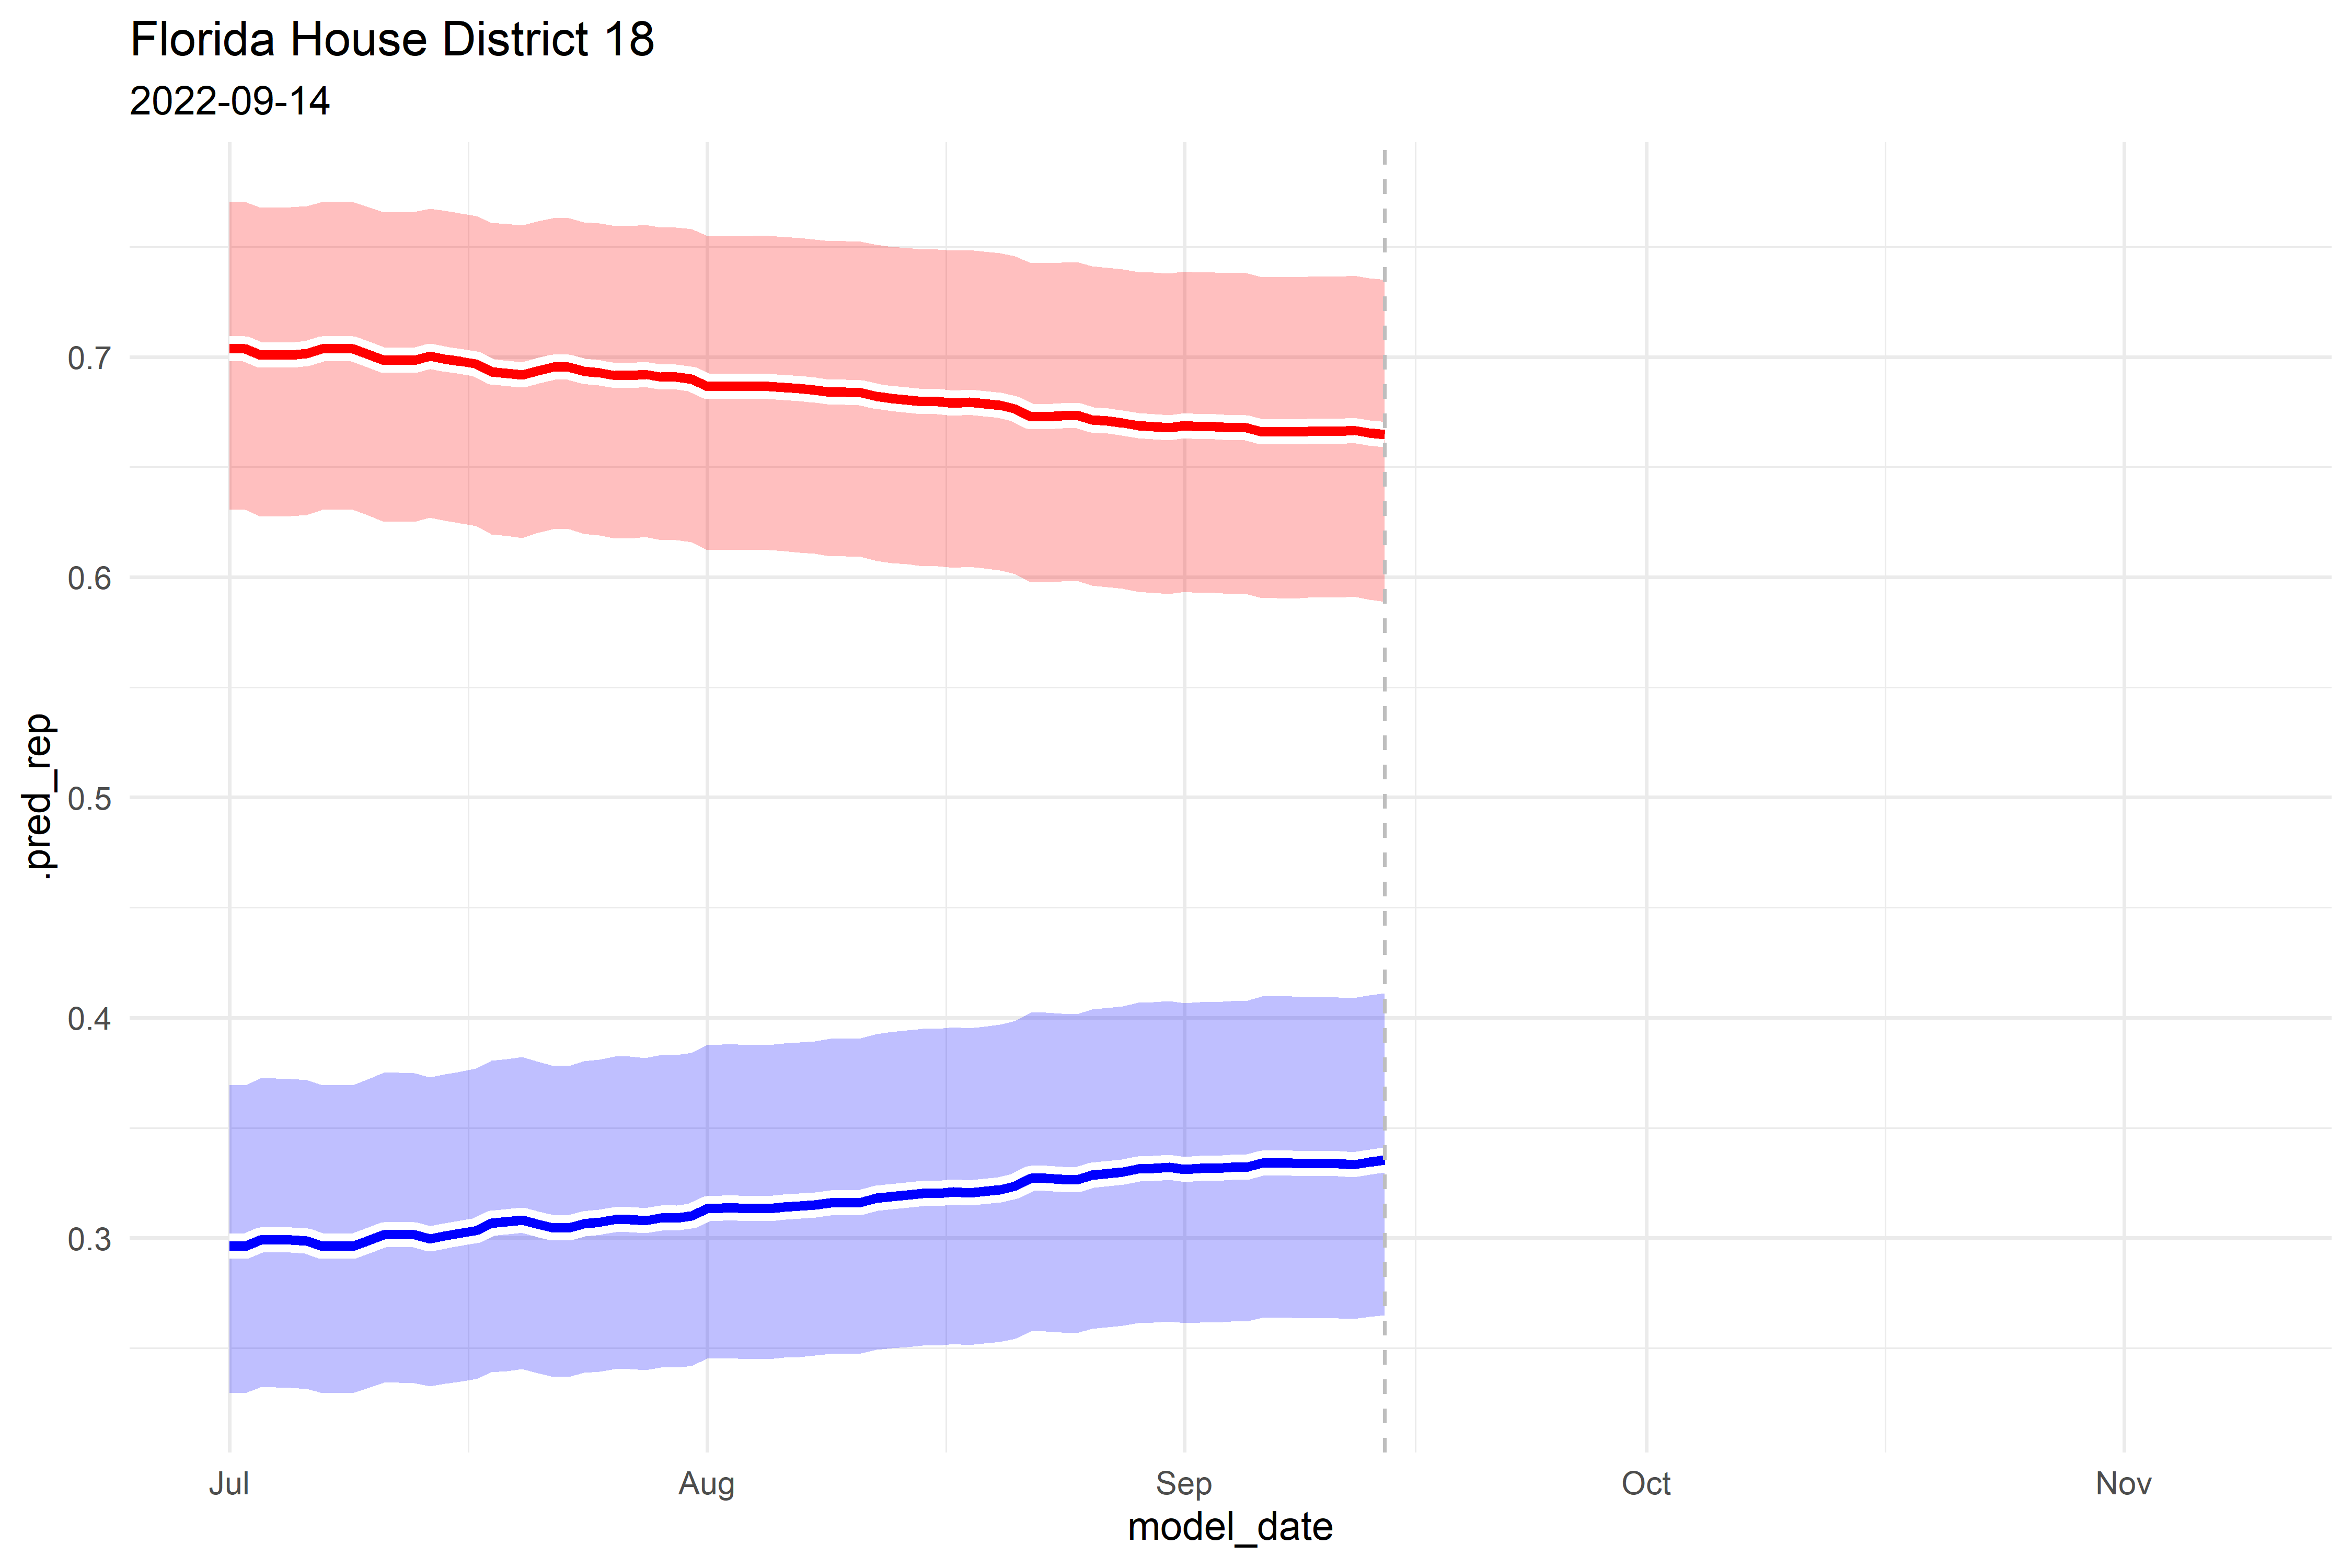 Florida House District 18
2022-09-14
.pred_rep
0.7
0.6
0.5
0.4
0.3
Jul
Aug
Sep
Oct
Nov
model_date